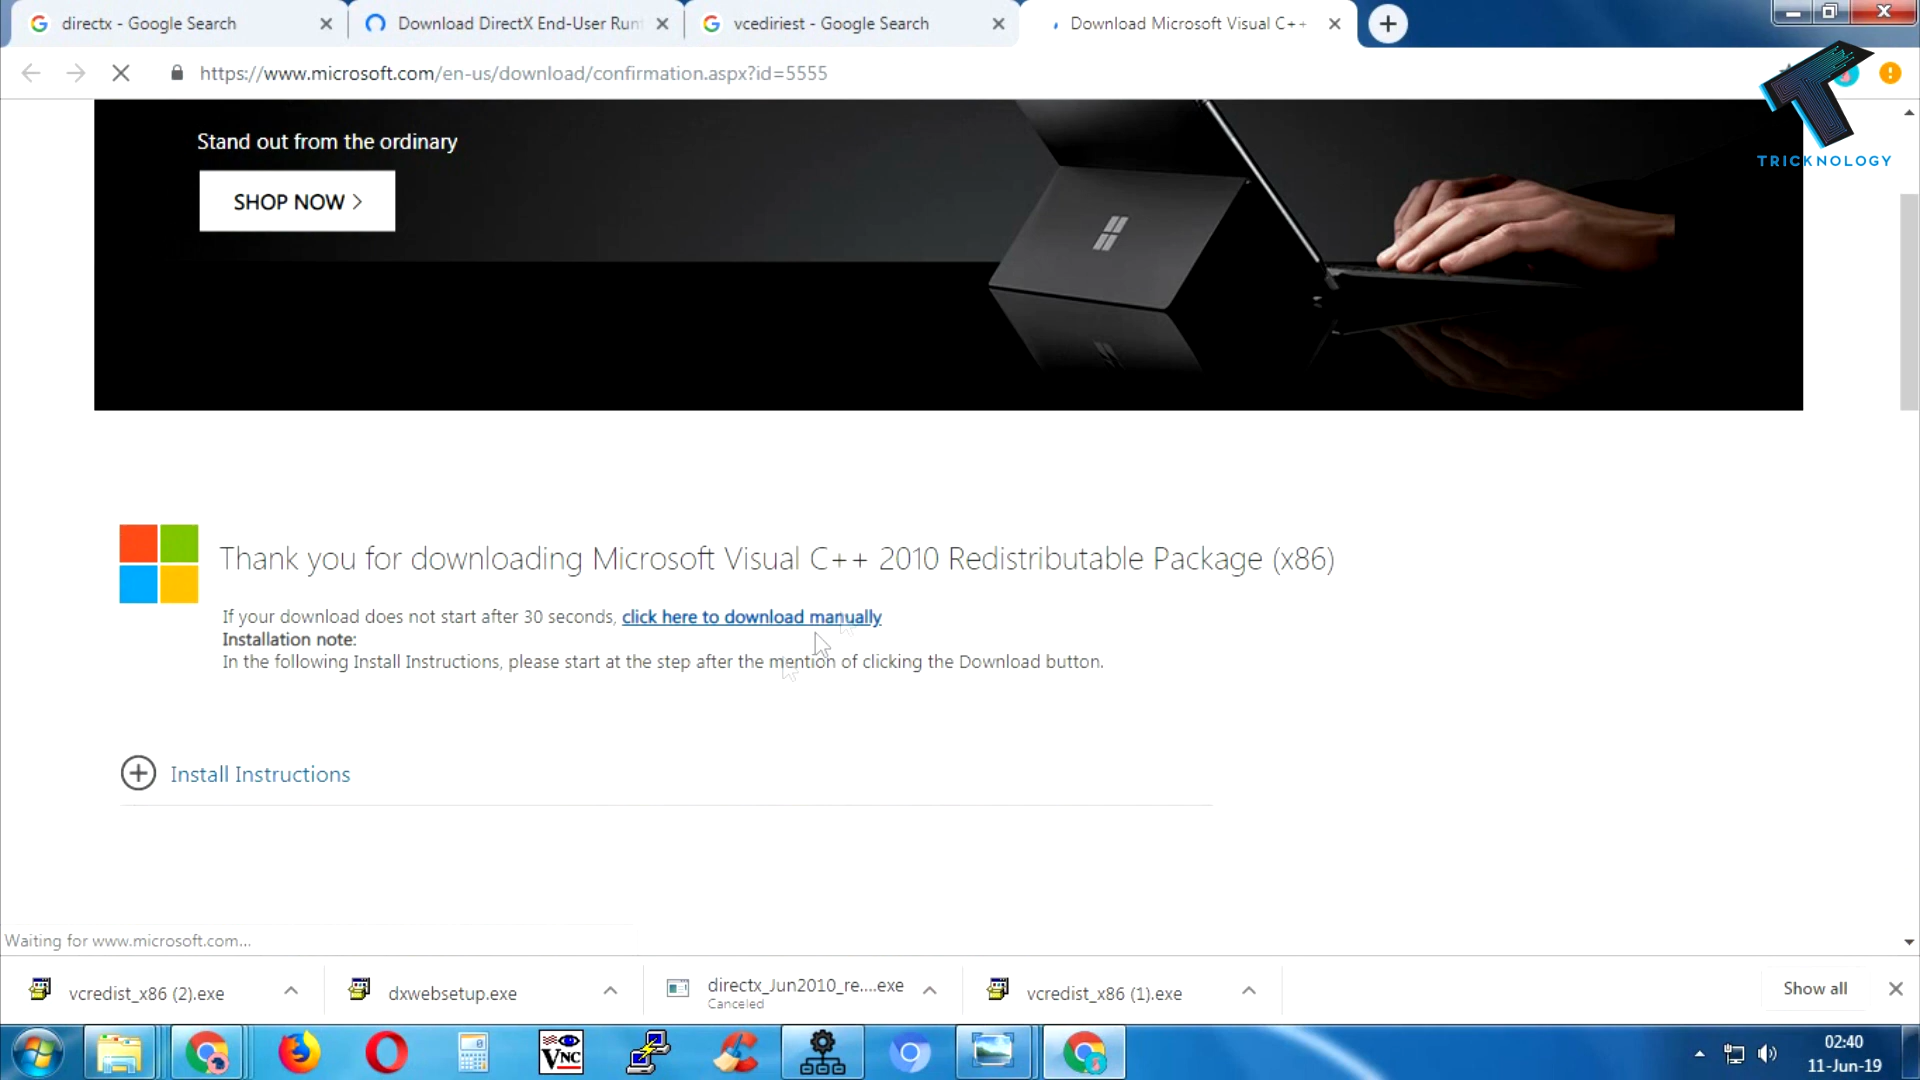 directx - Google Search
Download DirectX End-User Run
vcediriest - Google Search
Download Microsoft Visual C++
https://www.microsoft.com/en-us/download/confirmation.aspx?id=5555
TRICKNOLOGY
Stand out from the ordinary
SHOP NOW >
Thank you for downloading Microsoft Visual C++ 2010 Redistributable Package (x86)
If your download does not start after 30 seconds, click here to download manually
Installation note:
In the following Install Instructions, please start at the step after the mention of clicking the Download button.
Install Instructions
Waiting for www.microsoft.com...
vcredist_x86 (2).exe
dxwebsetup.exe
directx_Jun2010_re....exe
Canceled
vcredist_x86 (1).exe
Show all
VNC
02:40
11-Jun-19